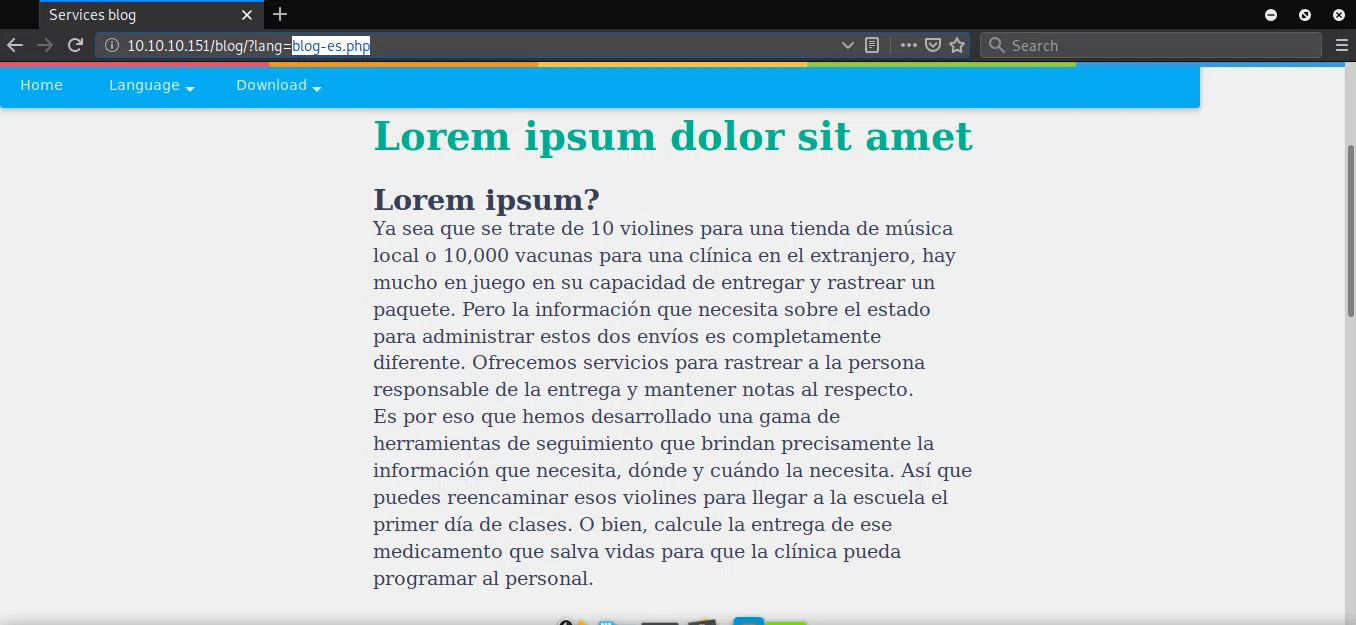 Services blog
10.10.10.151/blog/?lang=blog-es.php
Search
Home Language Download
Lorem ipsum dolor sit amet
Lorem ipsum?
Ya sea que se trate de 10 violines para una tienda de música
local o 10,000 vacunas para una clínica en el extranjero, hay
mucho en juego en su capacidad de entregar y rastrear un
paquete. Pero la información que necesita sobre el estado
para administrar estos dos envíos es completamente
diferente. Ofrecemos servicios para rastrear a la persona
responsable de la entrega y mantener notas al respecto.
Es por eso que hemos desarrollado una gama de
herramientas de seguimiento que brindan precisamente la
información que necesita, dónde y cuándo la necesita. Así que
puedes reencaminar esos violines para llegar a la escuela el
primer día de clases. O bien, calcule la entrega de ese
medicamento que salva vidas para que la clínica pueda
programar al personal.